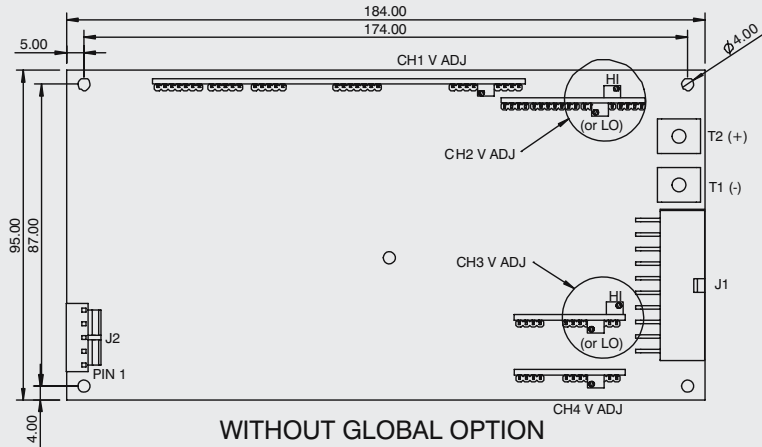 184.00
174.00
5.00
Ø4.00
CH1 V ADJ
HI
(or LO)
CH2 V ADJ
T2 (+)
T1 (-)
95.00
87.00
CH3 V ADJ
HI
(or LO)
J1
J2
PIN 1
CH4 V ADJ
4.00
WITHOUT GLOBAL OPTION